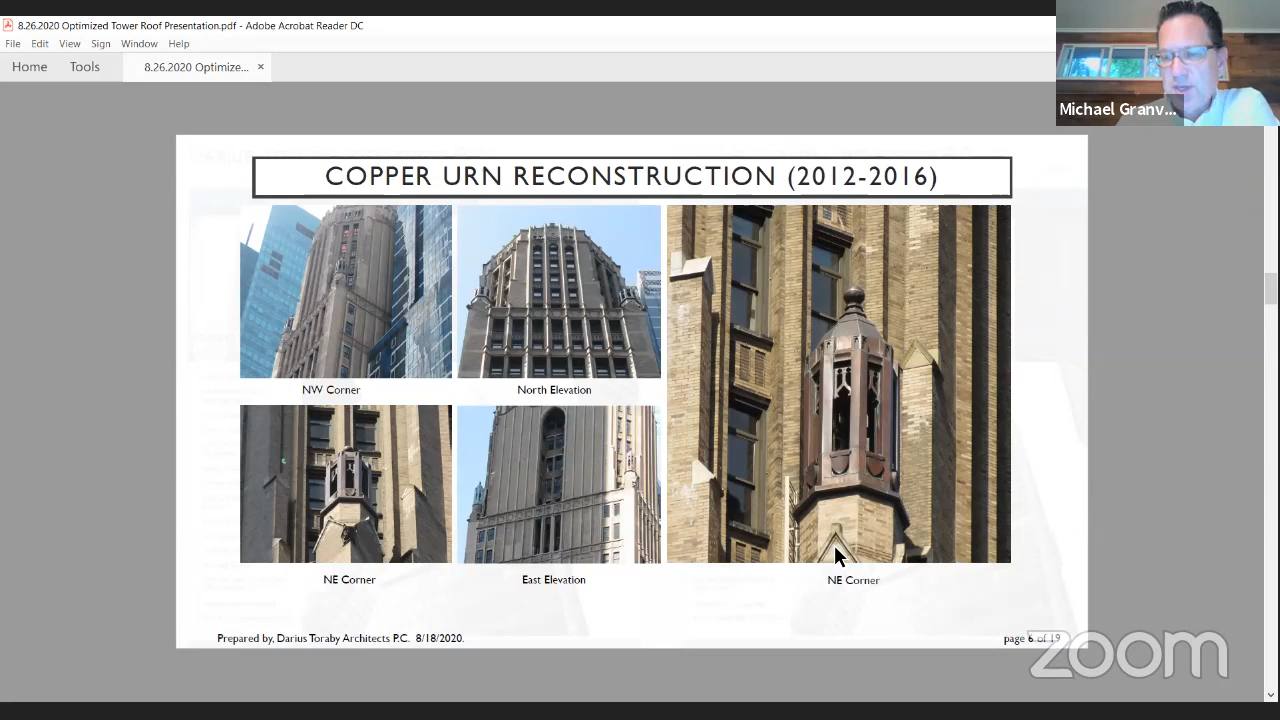 8.26.2020 Optimized Tower Roof Presentation.pdf - Adobe Acrobat Reader DC
File Edit View Sign Window Help
Home Tools 8.26.2020 Optimize... ×
Michael Granv...
COPPER URN RECONSTRUCTION (2012-2016)
NW Corner North Elevation
NE Corner East Elevation NE Corner
Prepared by, Darius Toraby Architects P.C. 8/18/2020. page 6 of 19
zoom